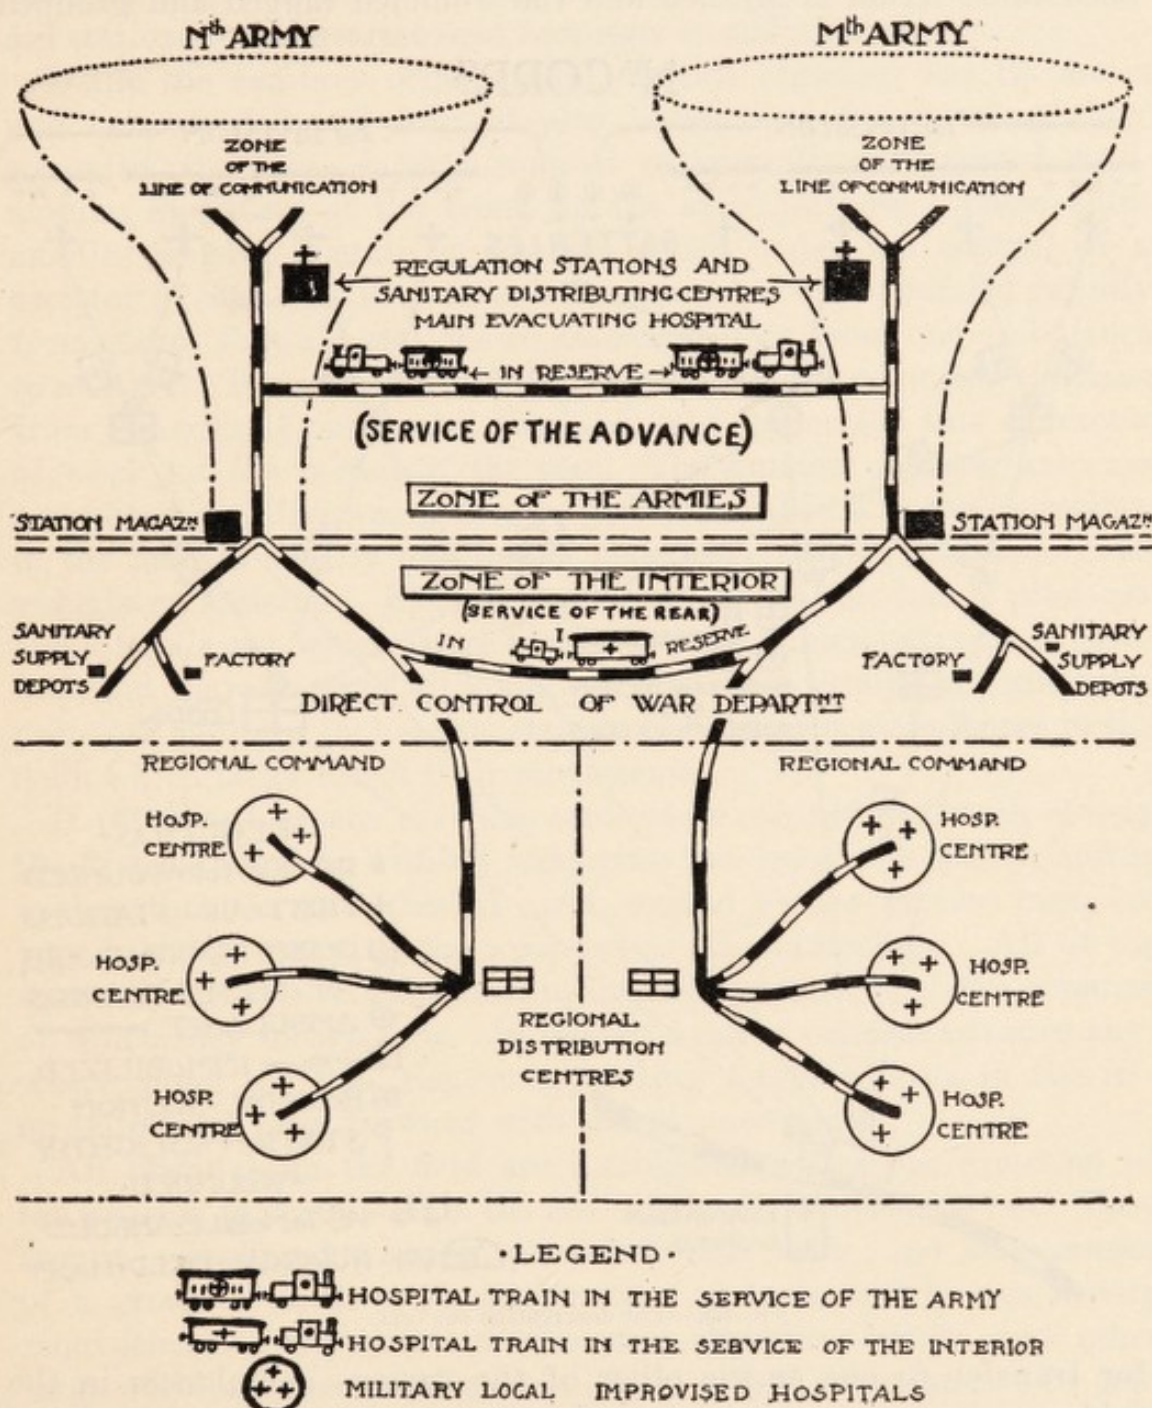 Nth ARMY
Mth ARMY
ZONE
OF THE
LINE OF COMMUNICATION
ZONE
OF THE
LINE OF COMMUNICATION
REGULATION STATIONS AND
SANITARY DISTRIBUTING CENTRES
MAIN EVACUATING HOSPITAL
IN RESERVE
(SERVICE OF THE ADVANCE)
ZONE OF THE ARMIES
STATION MAGAZN
STATION MAGAZN
ZONE OF THE INTERIOR
(SERVICE OF THE REAR)
IN RESERVE
SANITARY
SUPPLY
DEPOTS
FACTORY
FACTORY
SANITARY
SUPPLY
DEPOTS
DIRECT CONTROL OF WAR DEPARTMNT
REGIONAL COMMAND
REGIONAL COMMAND
HOSP.
CENTRE
HOSP.
CENTRE
HOSP.
CENTRE
HOSP.
CENTRE
REGIONAL
DISTRIBUTION
CENTRES
HOSP.
CENTRE
HOSP.
CENTRE
·LEGEND·
HOSPITAL TRAIN IN THE SERVICE OF THE ARMY
HOSPITAL TRAIN IN THE SEBVICE OF THE INTERIOR
MILITARY LOCAL IMPROVISED HOSPITALS